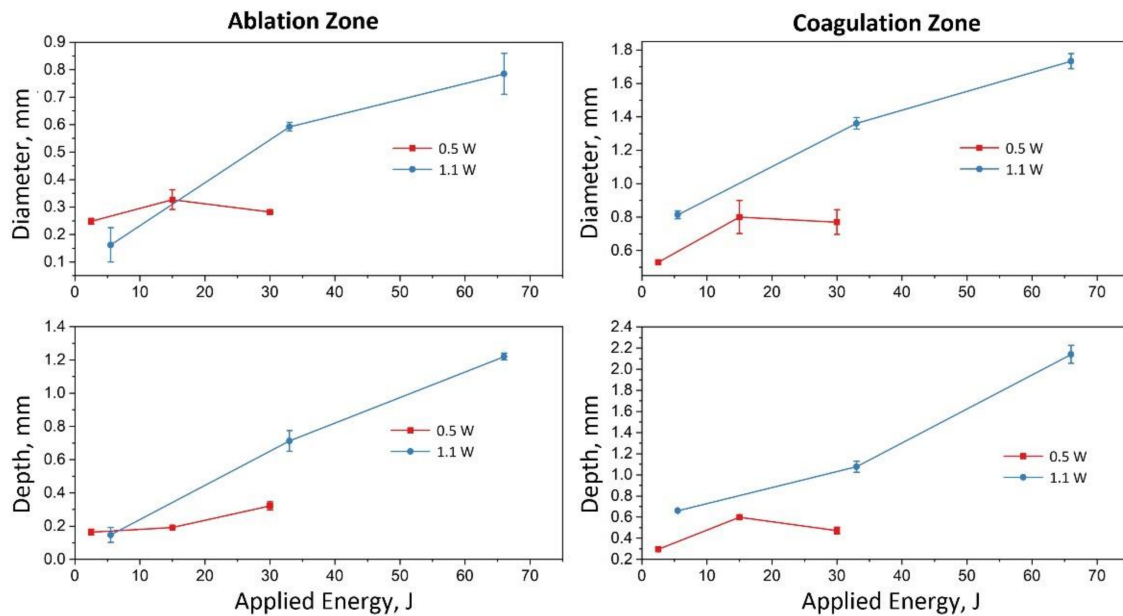 Ablation Zone
Coagulation Zone
Diameter, mm
0.9
0.8
0.7
0.6
0.5
0.4
0.3
0.2
0.1
0 10 20 30 40 50 60 70
0.5 W
1.1 W
Diameter, mm
1.8
1.6
1.4
1.2
1.0
0.8
0.6
0 10 20 30 40 50 60 70
0.5 W
1.1 W
Depth, mm
1.4
1.2
1.0
0.8
0.6
0.4
0.2
0.0
0 10 20 30 40 50 60 70
0.5 W
1.1 W
Applied Energy, J
Depth, mm
2.4
2.2
2.0
1.8
1.6
1.4
1.2
1.0
0.8
0.6
0.4
0.2
0 10 20 30 40 50 60 70
0.5 W
1.1 W
Applied Energy, J